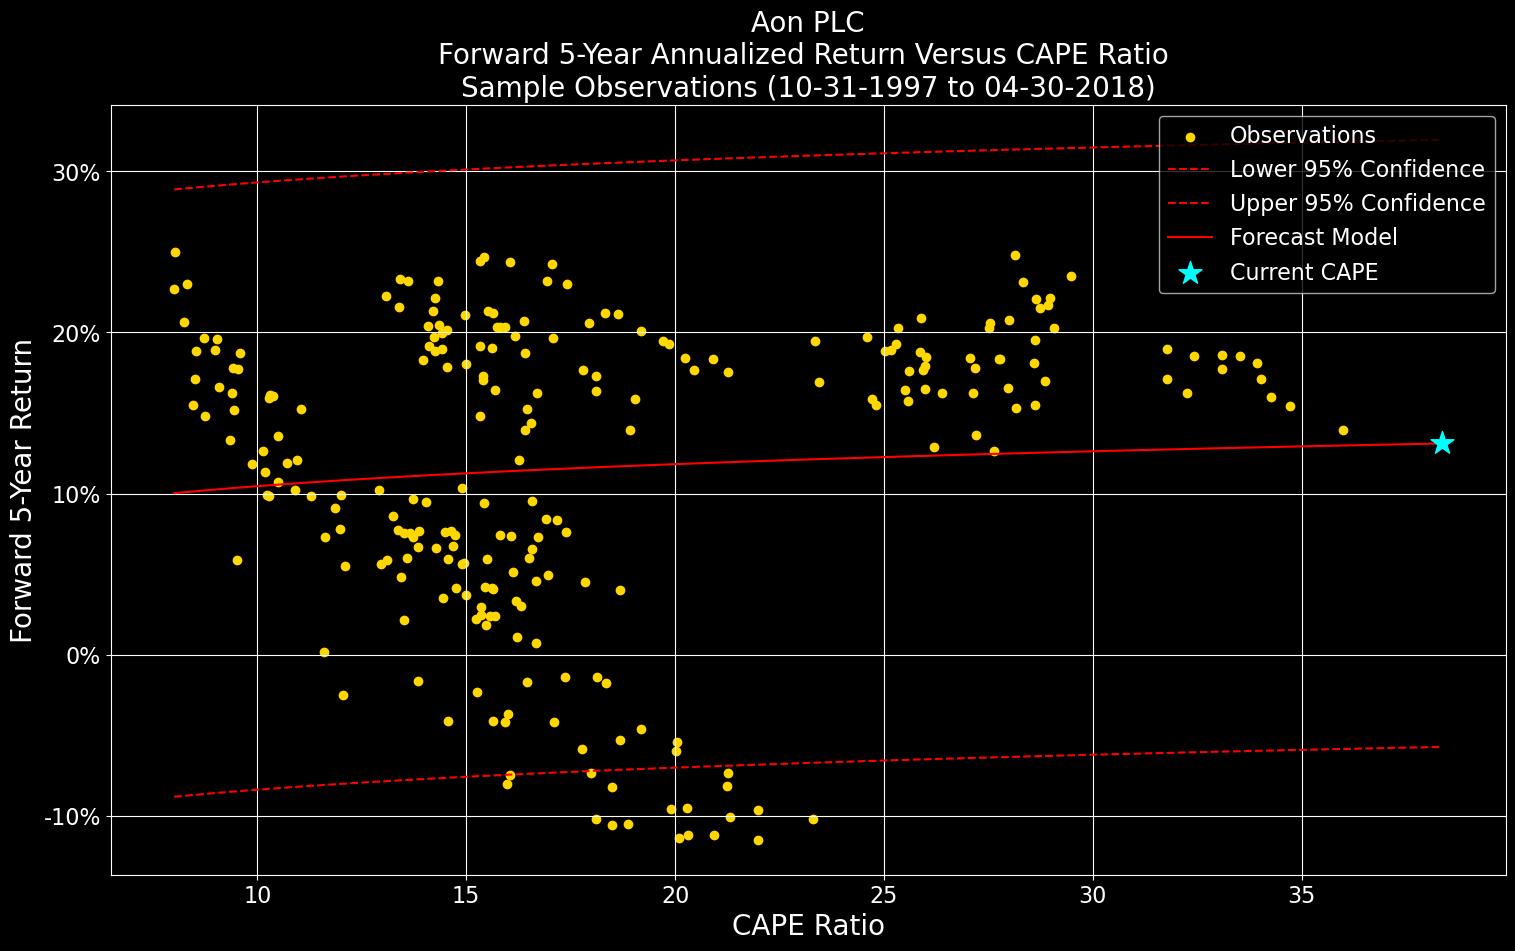 Aon PLC
Forward 5-Year Annualized Return Versus CAPE Ratio
Sample Observations (10-31-1997 to 04-30-2018)
Observations
Lower 95% Confidence
Upper 95% Confidence
Forecast Model
Current CAPE
Forward 5-Year Return
30%
20%
10%
0%
-10%
10 15 20 25 30 35
CAPE Ratio